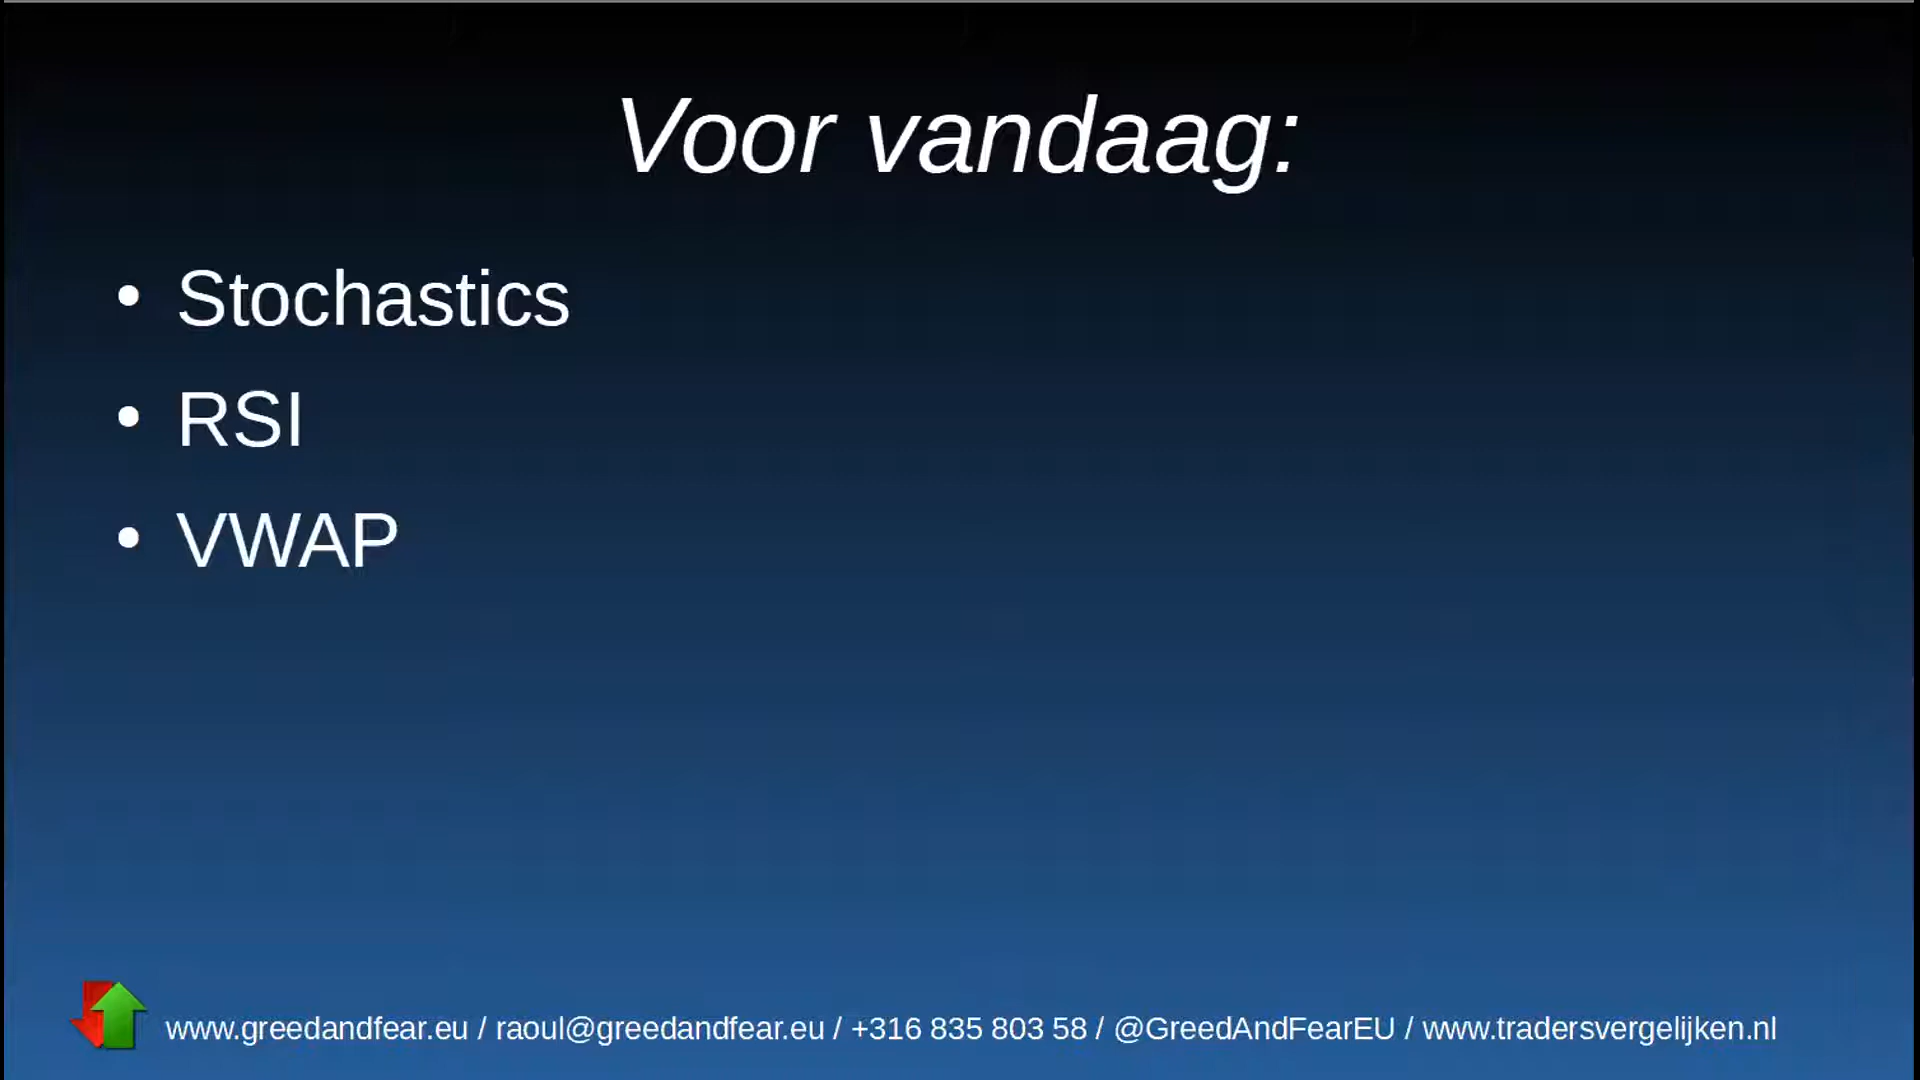 Voor vandaag:
• Stochastics
• RSI
• VWAP
www.greedandfear.eu / raoul@greedandfear.eu / +316 835 803 58 / @GreedAndFearEU / www.tradersvergelijken.nl